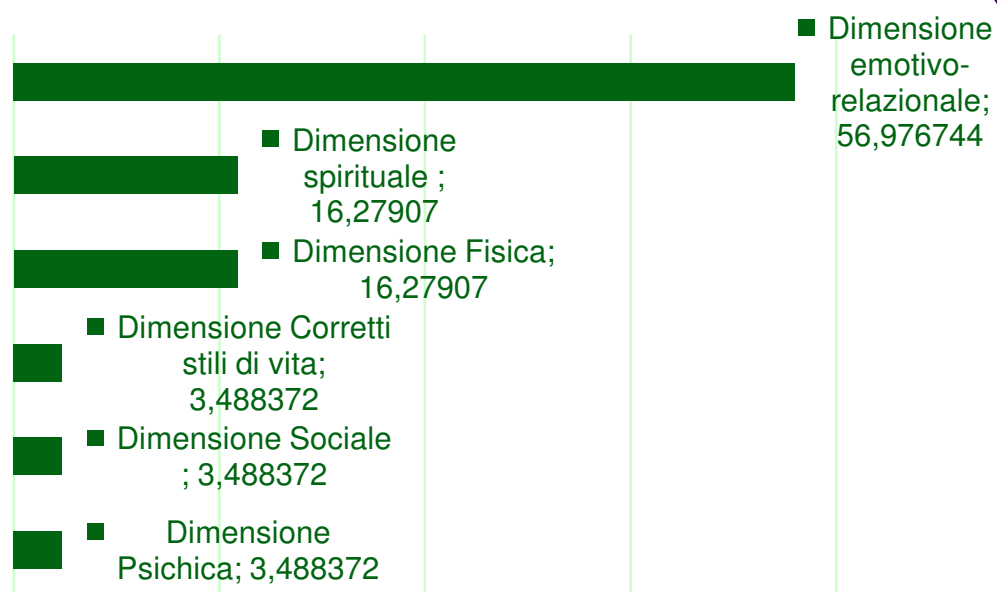 Dimensione
emotivo-
relazionale;
56,976744
Dimensione
spirituale ;
16,27907
Dimensione Fisica;
16,27907
Dimensione Corretti
stili di vita;
3,488372
Dimensione Sociale
; 3,488372
Dimensione
Psichica; 3,488372